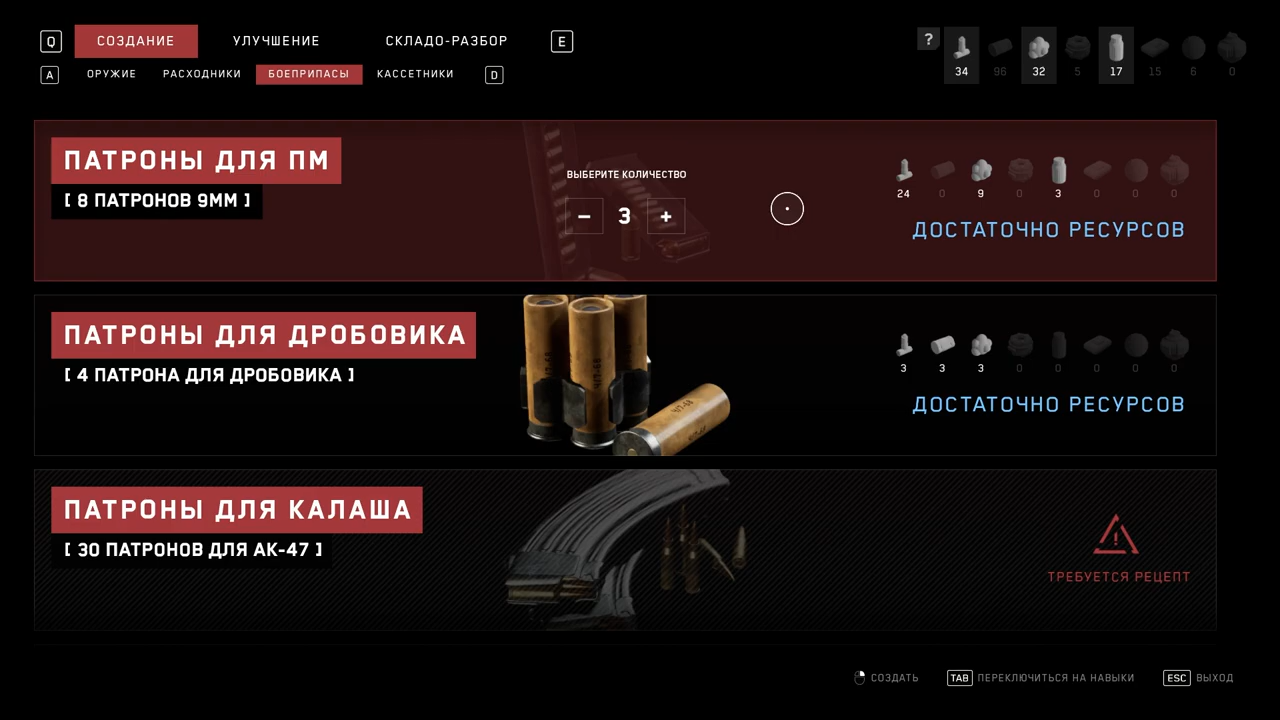 Q СОЗДАНИЕ УЛУЧШЕНИЕ СКЛАДО-РАЗБОР E
A ОРУЖИЕ РАСХОДНИКИ БОЕПРИПАСЫ КАССЕТНИКИ D
?
34 96 32 5 17 15 6 0
ПАТРОНЫ ДЛЯ ПМ
[ 8 ПАТРОНОВ 9ММ ]
ВЫБЕРИТЕ КОЛИЧЕСТВО
− 3 +
24 0 9 0 3 0 0 0
ДОСТАТОЧНО РЕСУРСОВ
ПАТРОНЫ ДЛЯ ДРОБОВИКА
[ 4 ПАТРОНА ДЛЯ ДРОБОВИКА ]
3 3 3 0 0 0 0 0
ДОСТАТОЧНО РЕСУРСОВ
ПАТРОНЫ ДЛЯ КАЛАША
[ 30 ПАТРОНОВ ДЛЯ АК-47 ]
ТРЕБУЕТСЯ РЕЦЕПТ
СОЗДАТЬ TAB ПЕРЕКЛЮЧИТЬСЯ НА НАВЫКИ ESC ВЫХОД